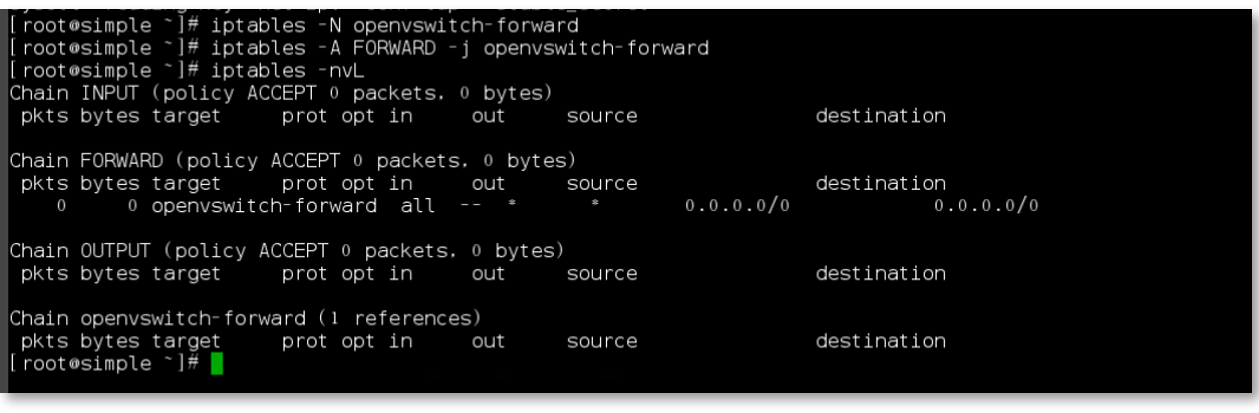 [root@simple ~]# iptables -N openvswitch-forward
[root@simple ~]# iptables -A FORWARD -j openvswitch-forward
[root@simple ~]# iptables -nvL
Chain INPUT (policy ACCEPT 0 packets, 0 bytes)
 pkts bytes target     prot opt in     out     source               destination

Chain FORWARD (policy ACCEPT 0 packets, 0 bytes)
 pkts bytes target     prot opt in     out     source               destination
    0     0 openvswitch-forward  all  --  *      *       0.0.0.0/0            0.0.0.0/0

Chain OUTPUT (policy ACCEPT 0 packets, 0 bytes)
 pkts bytes target     prot opt in     out     source               destination

Chain openvswitch-forward (1 references)
 pkts bytes target     prot opt in     out     source               destination
[root@simple ~]#